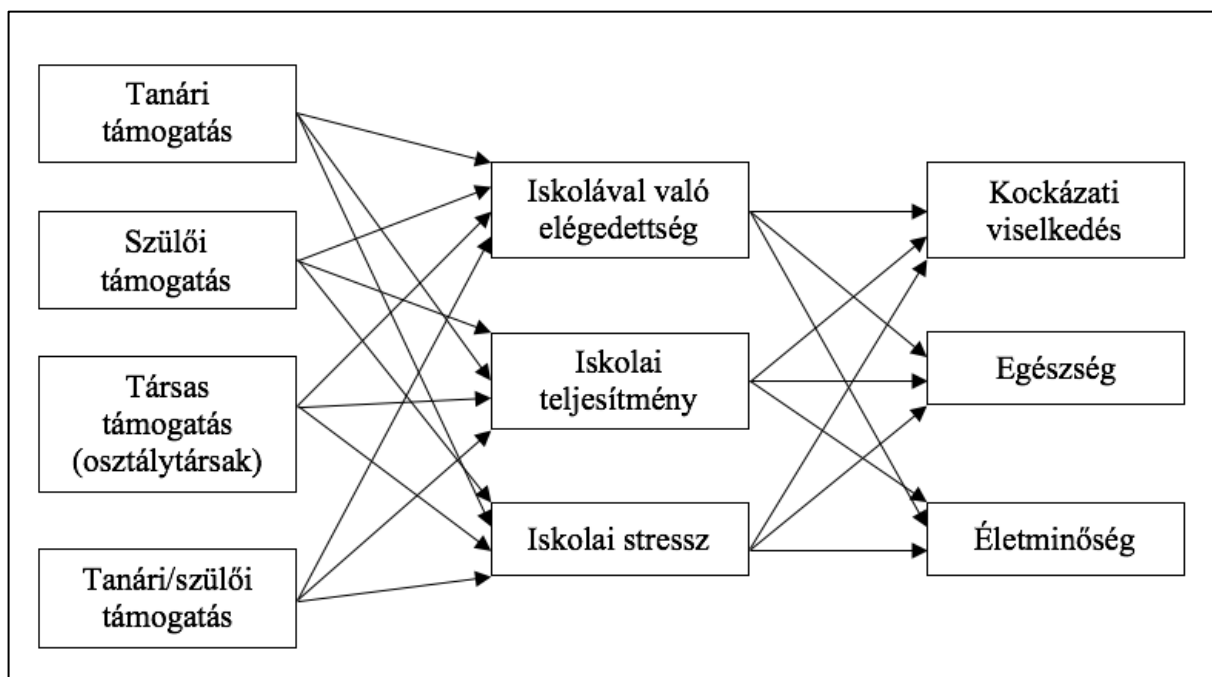 Tanári
támogatás
Szülői
támogatás
Társas
támogatás
(osztálytársak)
Tanári/szülői
támogatás
Iskolával való
elégedettség
Iskolai
teljesítmény
Iskolai stressz
Kockázati
viselkedés
Egészség
Életminőség